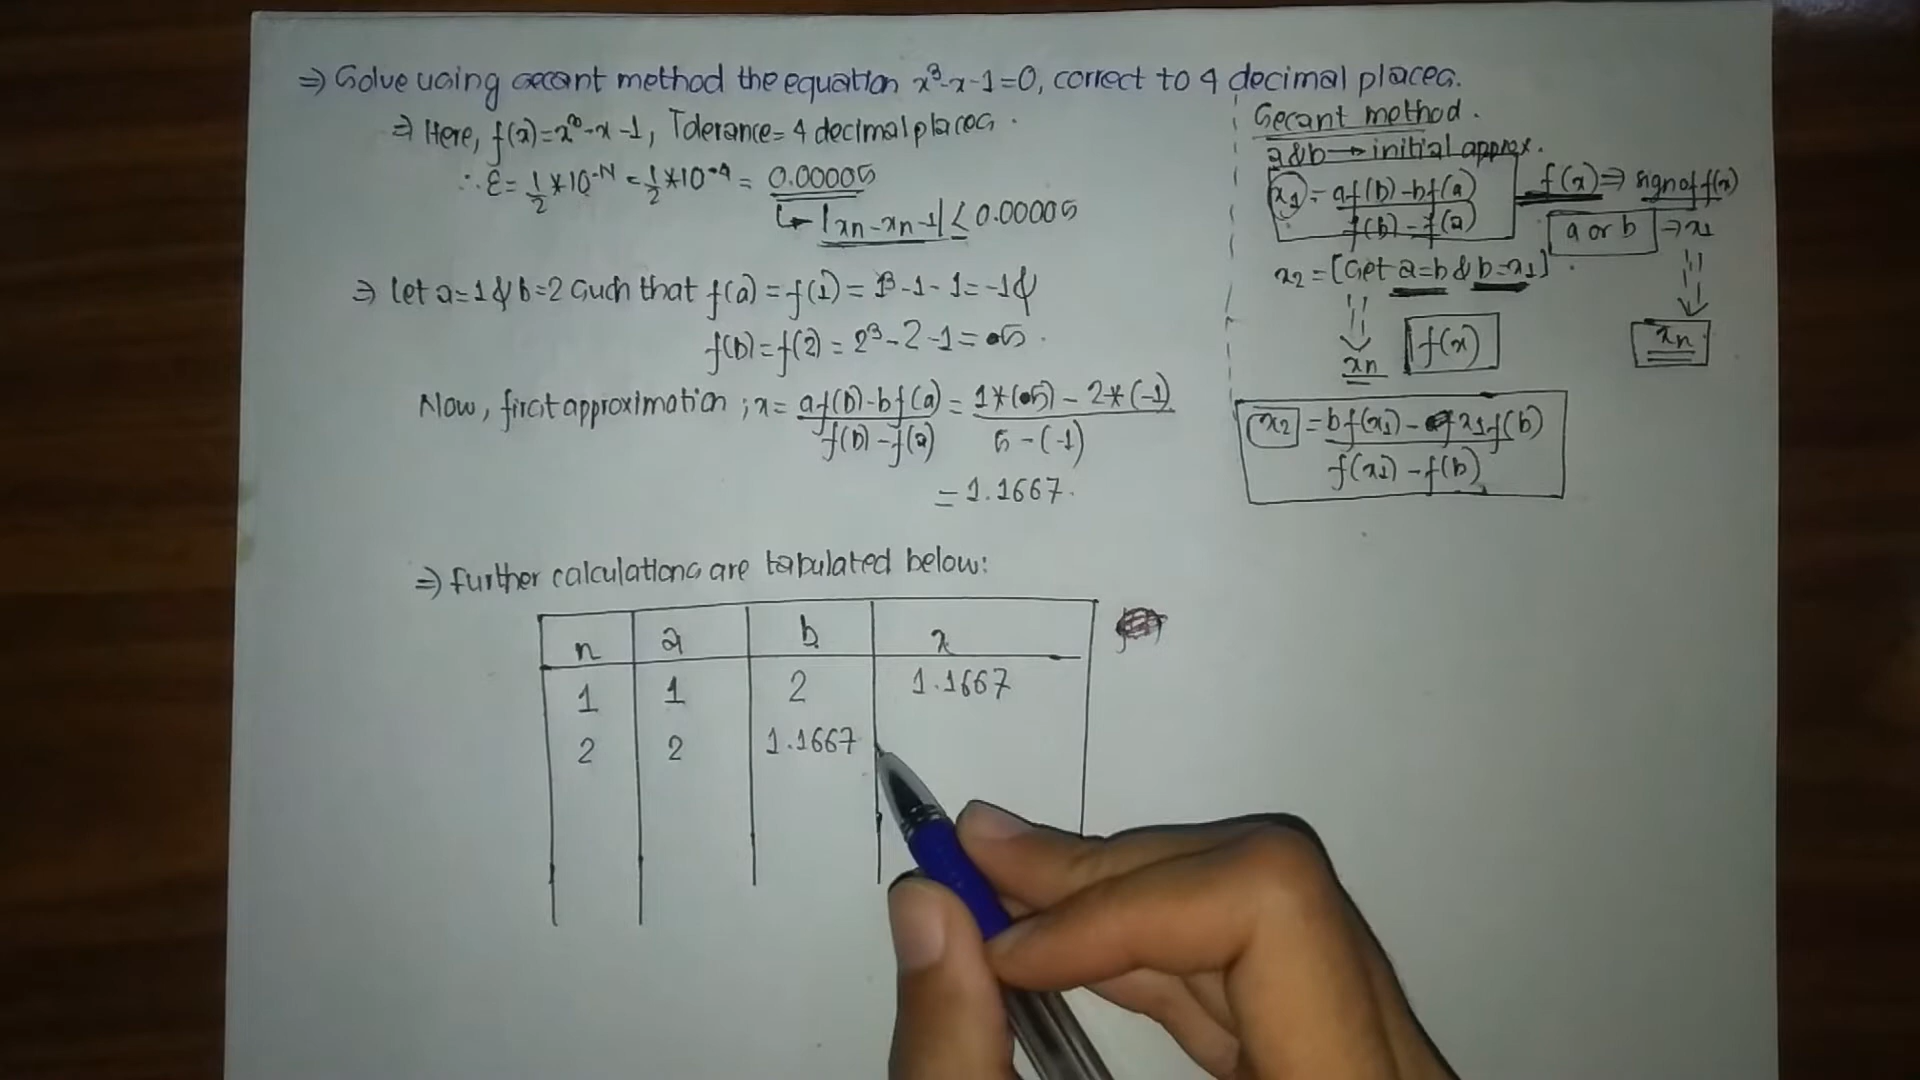 ⇒ Solve using secant method the equation x³-x-1=0, correct to 4 decimal places.
⇒ Here, f(x)=x³-x-1, Tolerance= 4 decimal places.
∴ ε= 1/2 *10^-N = 1/2 *10^-4 = 0.00005
↳ |xn-xn-1| < 0.00005
⇒ Let a=1 & b=2 such that f(a)=f(1)= 1³-1-1=-1 &
f(b)=f(2)= 2³-2-1= 5.
Now, first approximation ; x= af(b)-bf(a) / f(b)-f(a) = 1*(5) - 2*(-1) / 5-(-1)
= 1.1667.
⇒ further calculations are tabulated below:
n a b x
1 1 2 1.1667
2 2 1.1667
Secant method.
a & b → initial approx.
x1 = af(b)-bf(a) / f(b)-f(a) f(x) ⇒ sign of f(x)
a or b → x1
x2=[Set a=b & b=x1].
xn f(x) xn
x2 = bf(x1) - x1f(b) / f(x1)-f(b)